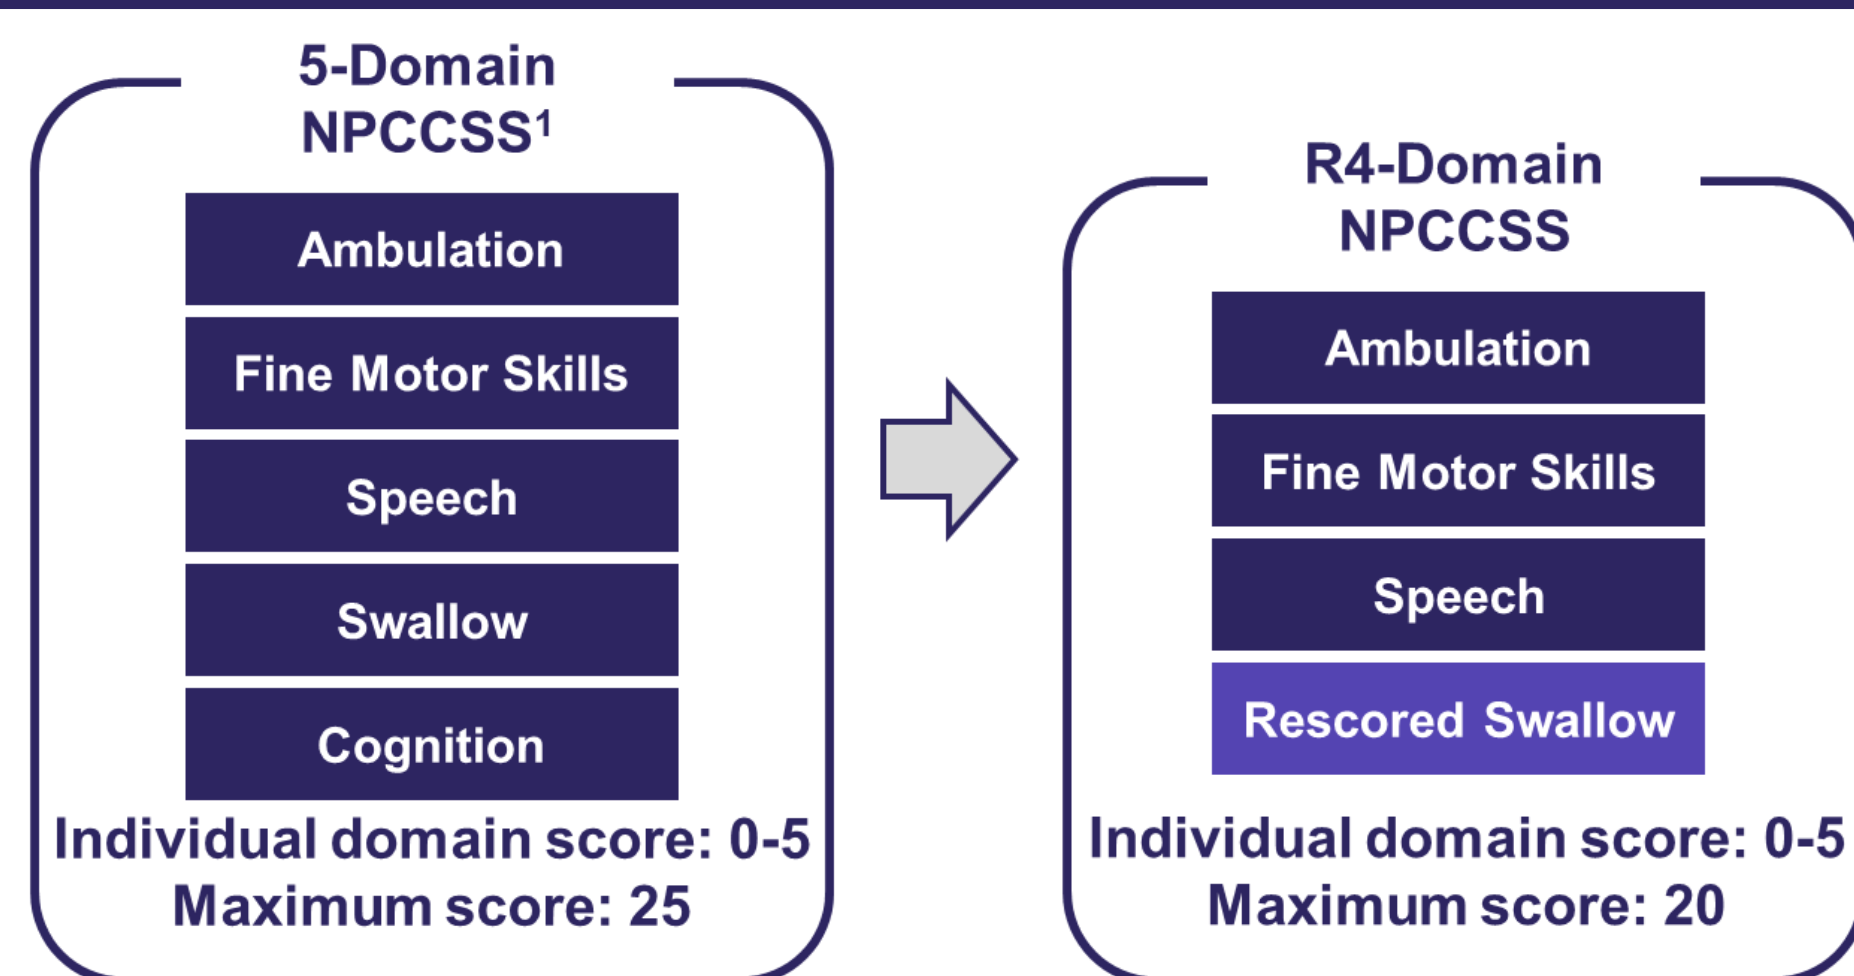 5-Domain
NPCCSS¹
Ambulation
Fine Motor Skills
Speech
Swallow
Cognition
Individual domain score: 0-5
Maximum score: 25
R4-Domain
NPCCSS
Ambulation
Fine Motor Skills
Speech
Rescored Swallow
Individual domain score: 0-5
Maximum score: 20